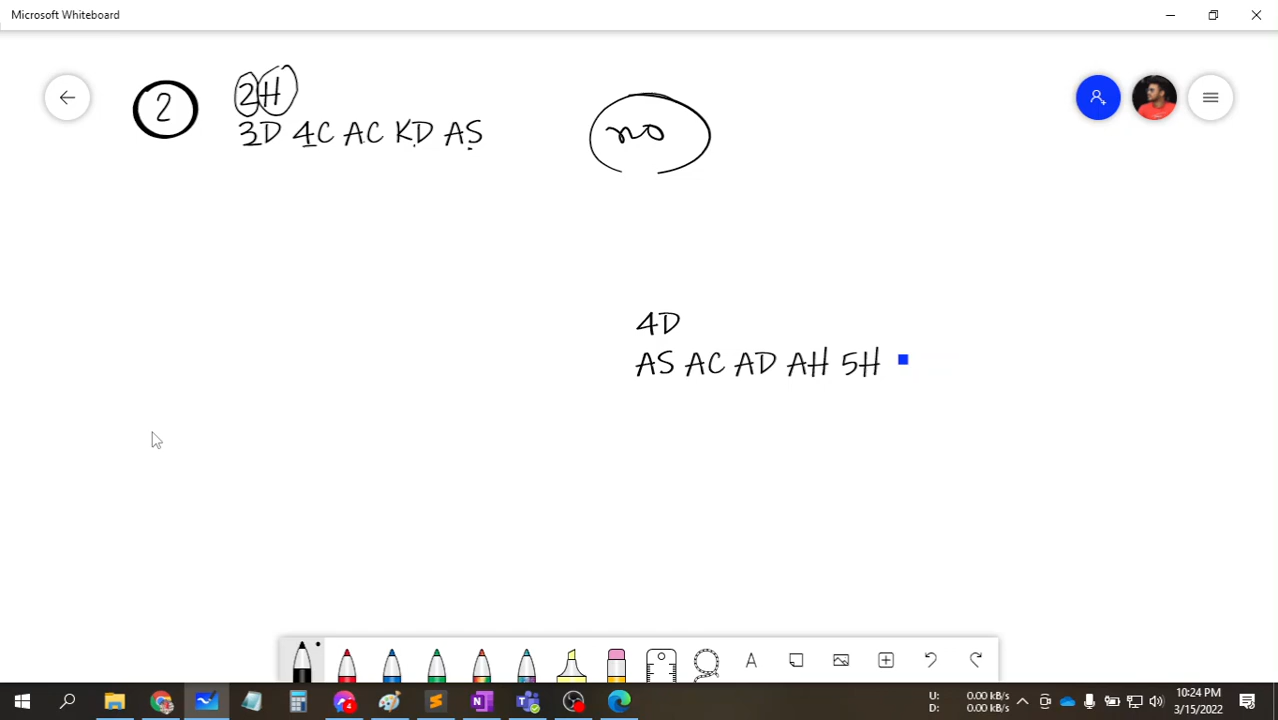 Microsoft Whiteboard
2
2H
3D 4C AC KD AS
no
4D
AS AC AD AH 5H
A
4
U: 0.00 kB/s
D: 0.00 kB/s
10:24 PM
3/15/2022